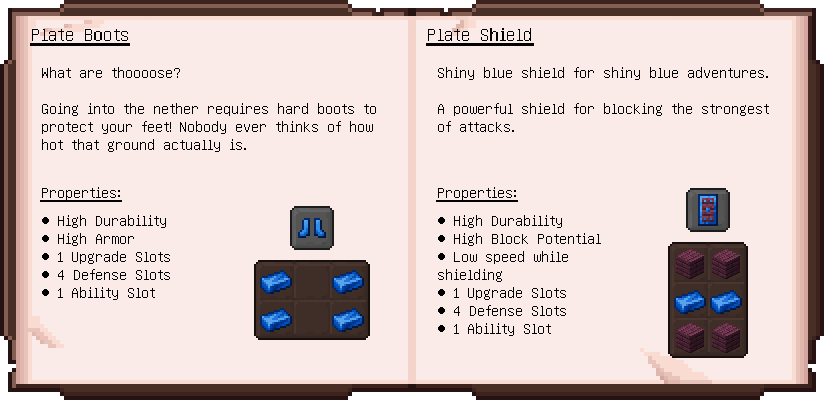 Plate Boots
What are thoooose?
Going into the nether requires hard boots to
protect your feet! Nobody ever thinks of how
hot that ground actually is.
Properties:
● High Durability
● High Armor
● 1 Upgrade Slots
● 4 Defense Slots
● 1 Ability Slot
Plate Shield
Shiny blue shield for shiny blue adventures.
A powerful shield for blocking the strongest
of attacks.
Properties:
● High Durability
● High Block Potential
● Low speed while
shielding
● 1 Upgrade Slots
● 4 Defense Slots
● 1 Ability Slot